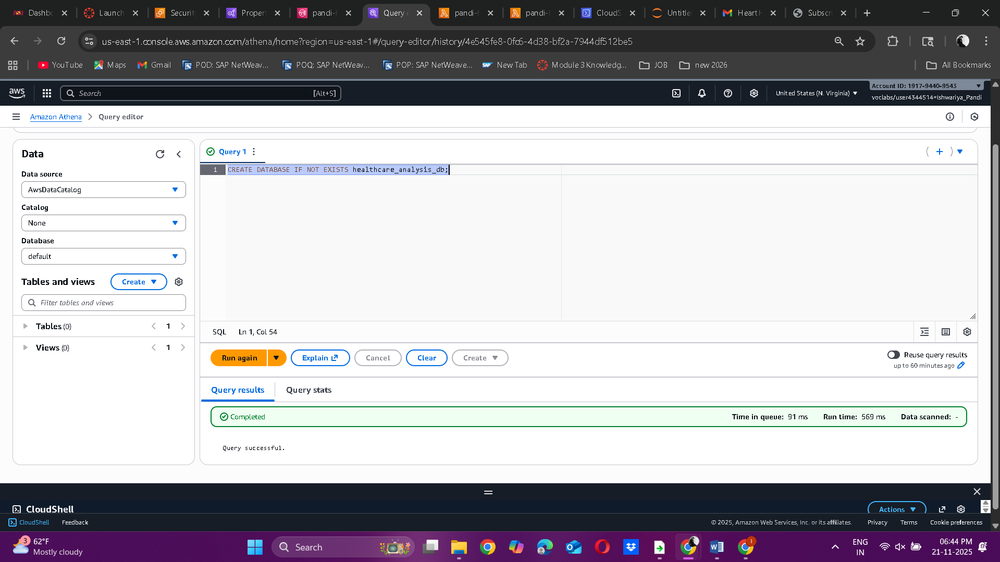 Dashbo
Launch
Securit
Propert
pandi-h
Query e
pandi-h
pandi-h
CloudS
Untitle
Heart H
Subscri
us-east-1.console.aws.amazon.com/athena/home?region=us-east-1#/query-editor/history/4e545fe8-0fc6-4d38-bf2a-7944df512be5
YouTube Maps Gmail POD: SAP NetWeav... POQ: SAP NetWeav... POP: SAP NetWeave... New Tab Module 3 Knowledg... JOB new 2026 All Bookmarks
aws Search [Alt+S] United States (N. Virginia) Account ID: 1917-9440-9543
voclabs/user4344514=Ishwariya_Pandi
Amazon Athena Query editor
Data
Data source
AwsDataCatalog
Catalog
None
Database
default
Tables and views Create
Filter tables and views
Tables (0) 1
Views (0) 1
Query 1
1 CREATE DATABASE IF NOT EXISTS healthcare_analysis_db;
SQL Ln 1, Col 54
Run again Explain Cancel Clear Create
Reuse query results
up to 60 minutes ago
Query results Query stats
Completed Time in queue: 91 ms Run time: 569 ms Data scanned: -
Query successful.
CloudShell Actions
CloudShell Feedback © 2025, Amazon Web Services, Inc. or its affiliates. Privacy Terms Cookie preferences
3 62°F
Mostly cloudy
Search
ENG
IN
06:44 PM
21-11-2025